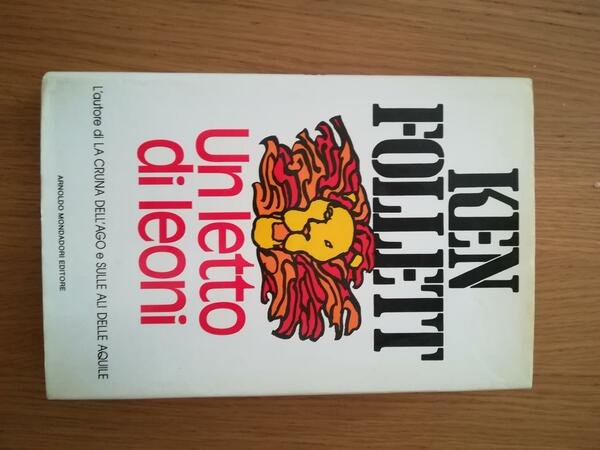 KEN
FOLLETT
Un letto
di leoni
L'autore di LA CRUNA DELL'AGO e SULLE ALI DELLE AQUILE
ARNOLDO MONDADORI EDITORE